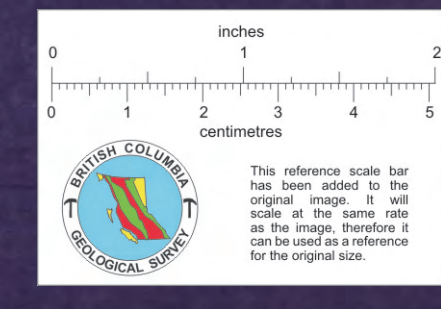 inches
0 1 2
0 1 2 3 4 5
centimetres
BRITISH COLUMBIA
GEOLOGICAL SURVEY
This reference scale bar
has been added to the
original image. It will
scale at the same rate
as the image, therefore it
can be used as a reference
for the original size.